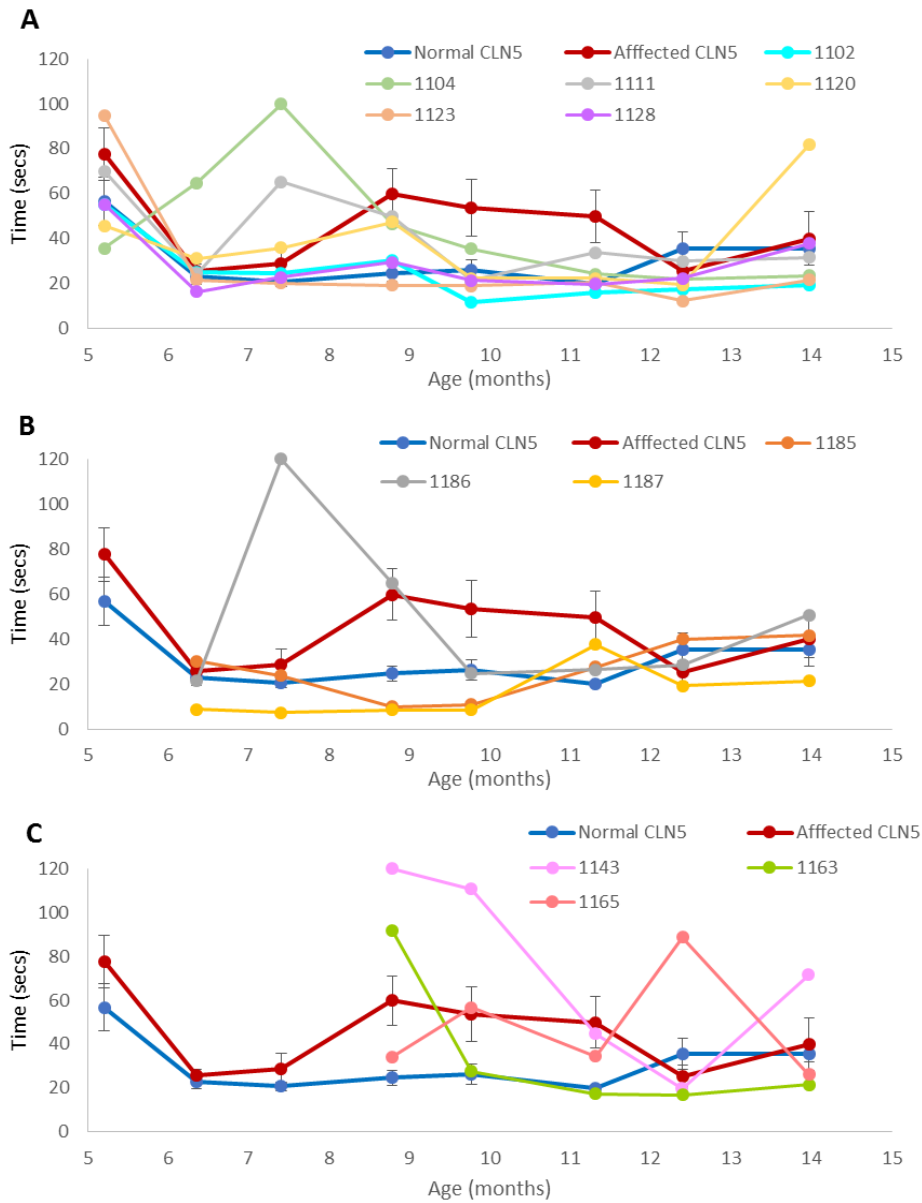 A
Normal CLN5 Afffected CLN5 1102
1104 1111 1120
1123 1128
120
100
80
60
40
20
0
Time (secs)
5 6 7 8 9 10 11 12 13 14 15
Age (months)
B
Normal CLN5 Afffected CLN5 1185
1186 1187
120
100
80
60
40
20
0
Time (secs)
5 6 7 8 9 10 11 12 13 14 15
Age (months)
C
Normal CLN5 Afffected CLN5
1143 1163
1165
120
100
80
60
40
20
0
Time (secs)
5 6 7 8 9 10 11 12 13 14 15
Age (months)